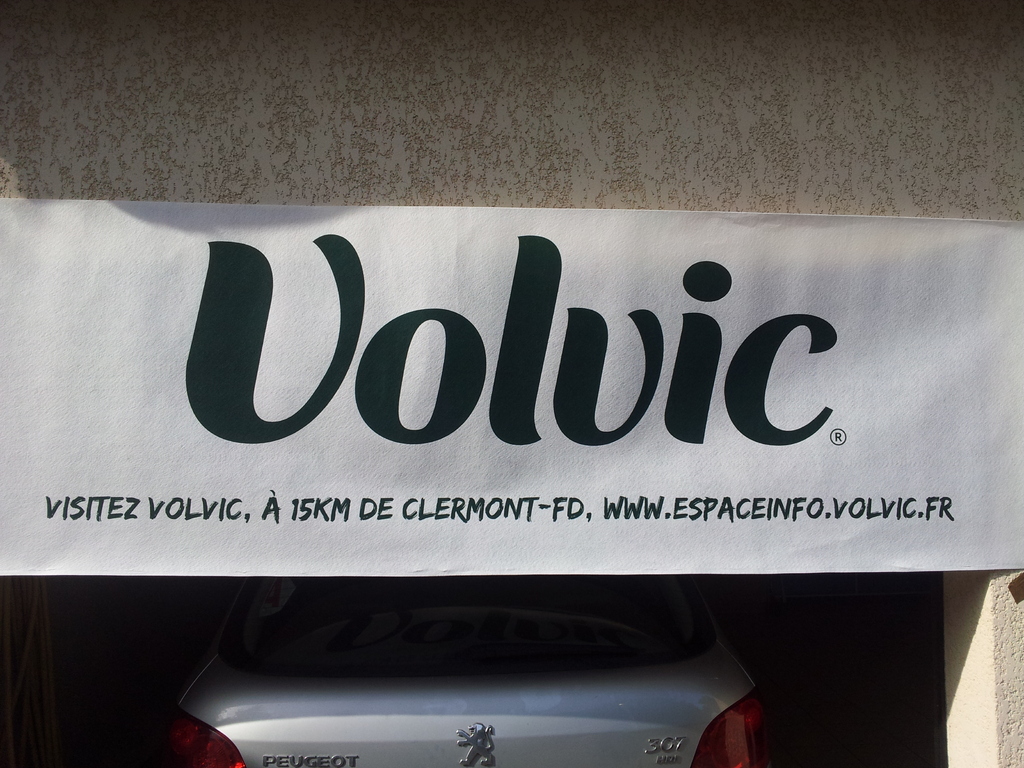 Volvic®
VISITEZ VOLVIC, À 15KM DE CLERMONT-FD, WWW.ESPACEINFO.VOLVIC.FR
Volvic
PEUGEOT 307